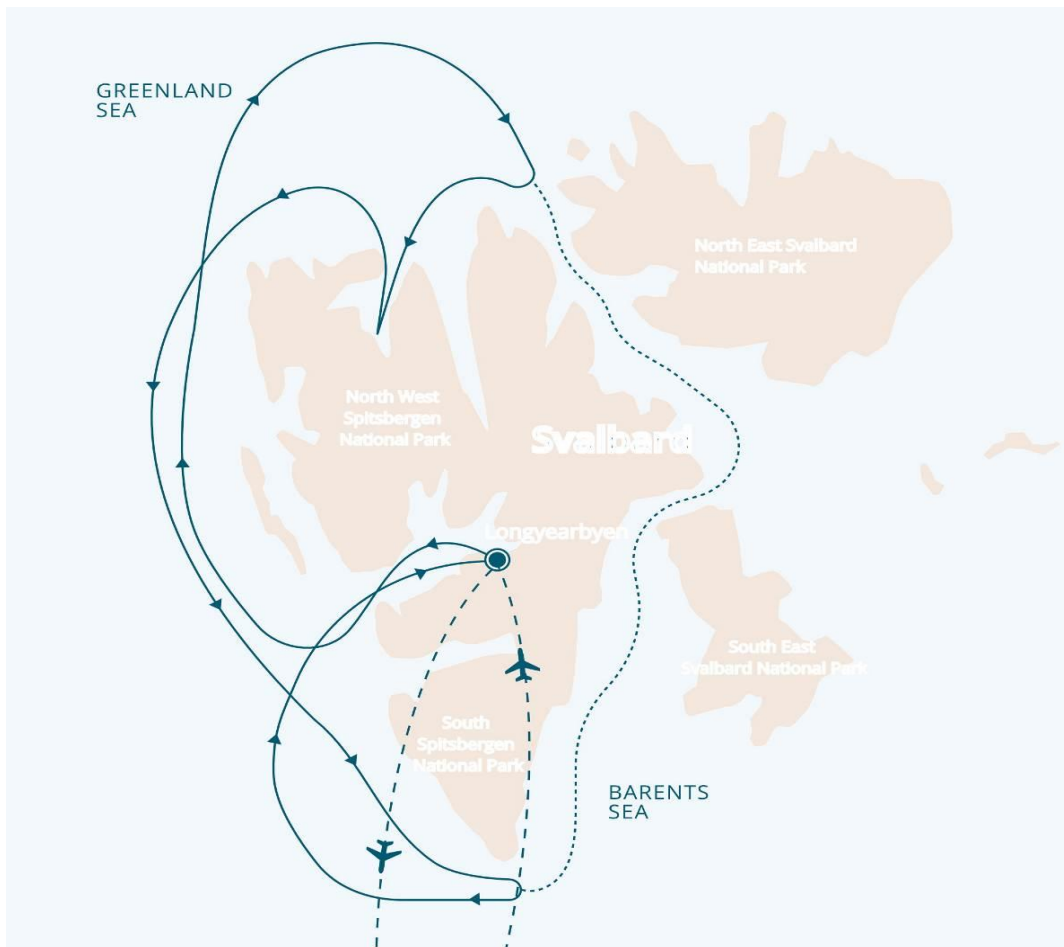 GREENLAND
SEA
North East Svalbard
National Park
North West
Spitsbergen
National Park
Svalbard
Longyearbyen
South East
Svalbard National Park
South
Spitsbergen
National Park
BARENTS
SEA